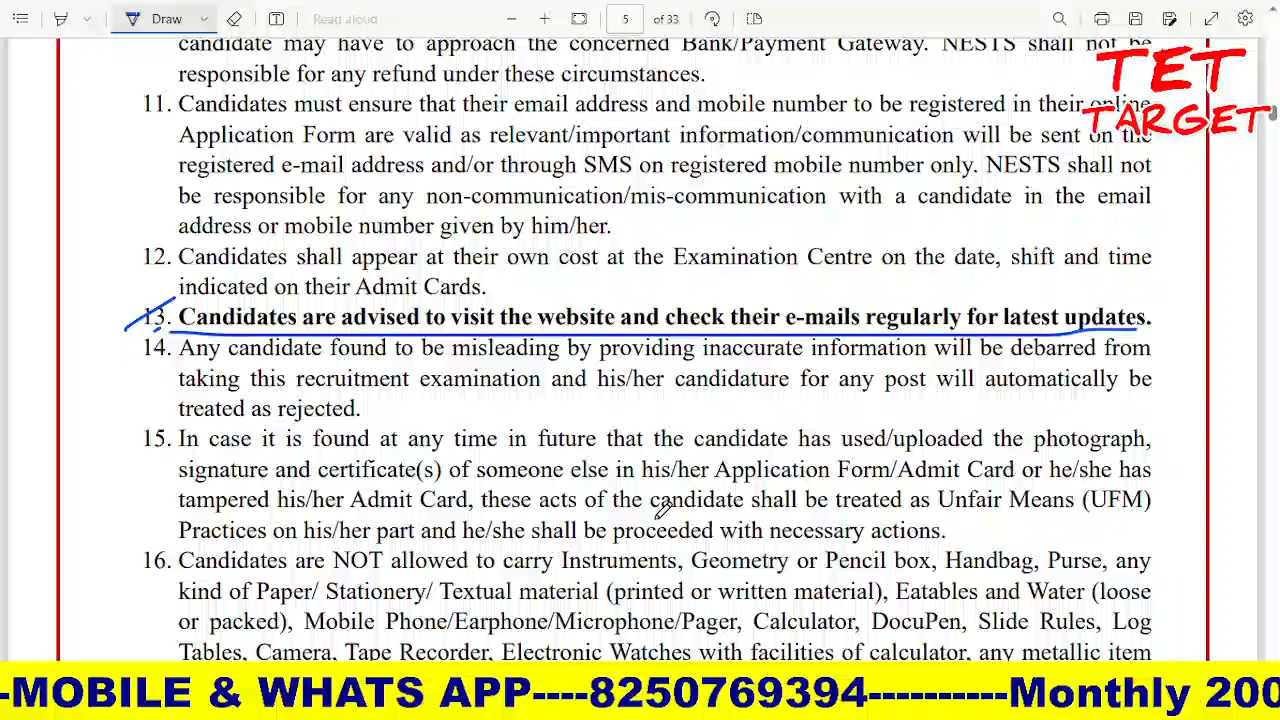 Draw
Read aloud
5
of 33
candidate may have to approach the concerned Bank/Payment Gateway. NESTS shall not be
responsible for any refund under these circumstances.
TET
TARGET
11. Candidates must ensure that their email address and mobile number to be registered in their online
Application Form are valid as relevant/important information/communication will be sent on the
registered e-mail address and/or through SMS on registered mobile number only. NESTS shall not
be responsible for any non-communication/mis-communication with a candidate in the email
address or mobile number given by him/her.
12. Candidates shall appear at their own cost at the Examination Centre on the date, shift and time
indicated on their Admit Cards.
13. Candidates are advised to visit the website and check their e-mails regularly for latest updates.
14. Any candidate found to be misleading by providing inaccurate information will be debarred from
taking this recruitment examination and his/her candidature for any post will automatically be
treated as rejected.
15. In case it is found at any time in future that the candidate has used/uploaded the photograph,
signature and certificate(s) of someone else in his/her Application Form/Admit Card or he/she has
tampered his/her Admit Card, these acts of the candidate shall be treated as Unfair Means (UFM)
Practices on his/her part and he/she shall be proceeded with necessary actions.
16. Candidates are NOT allowed to carry Instruments, Geometry or Pencil box, Handbag, Purse, any
kind of Paper/ Stationery/ Textual material (printed or written material), Eatables and Water (loose
or packed), Mobile Phone/Earphone/Microphone/Pager, Calculator, DocuPen, Slide Rules, Log
Tables, Camera, Tape Recorder, Electronic Watches with facilities of calculator, any metallic item
-MOBILE & WHATS APP----8250769394----------Monthly 200